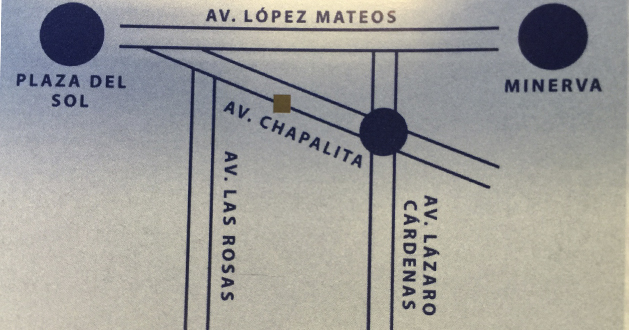 AV. LÓPEZ MATEOS
PLAZA DEL
SOL
MINERVA
AV. CHAPALITA
AV. LAS ROSAS
AV. LÁZARO
CÁRDENAS